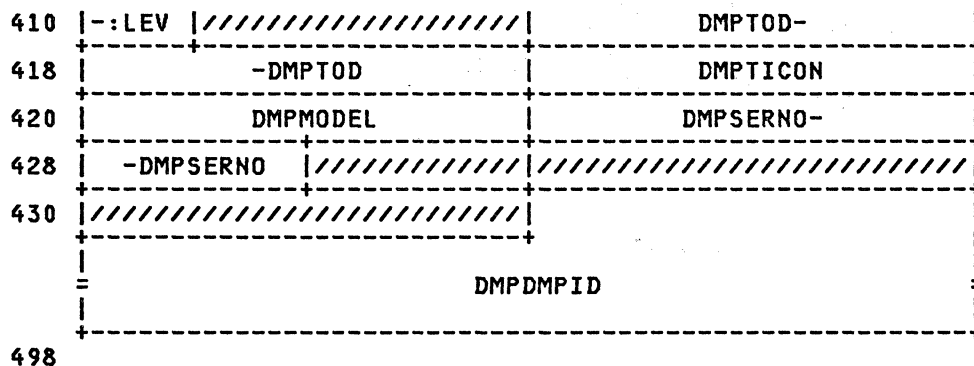 410 |-:LEV |////////////////////| DMPTOD-
418 | -DMPTOD | DMPTICON
420 | DMPMODEL | DMPSERNO-
428 | -DMPSERNO |/////////////|//////////////////////////
430 |//////////////////////////|
= DMPDMPID =
498